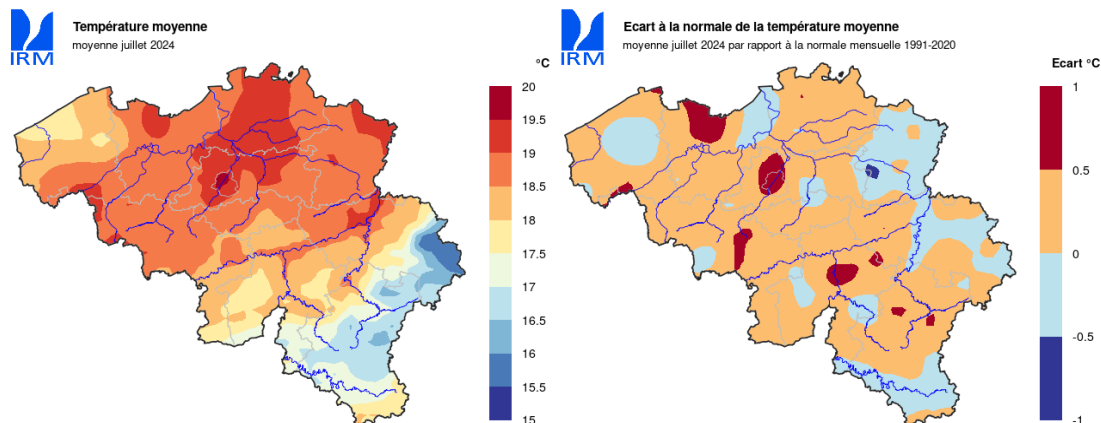 IRM
Température moyenne
moyenne juillet 2024
°C
20
19.5
19
18.5
18
17.5
17
16.5
16
15.5
15
IRM
Ecart à la normale de la température moyenne
moyenne juillet 2024 par rapport à la normale mensuelle 1991-2020
Ecart °C
1
0.5
0
-0.5
-1